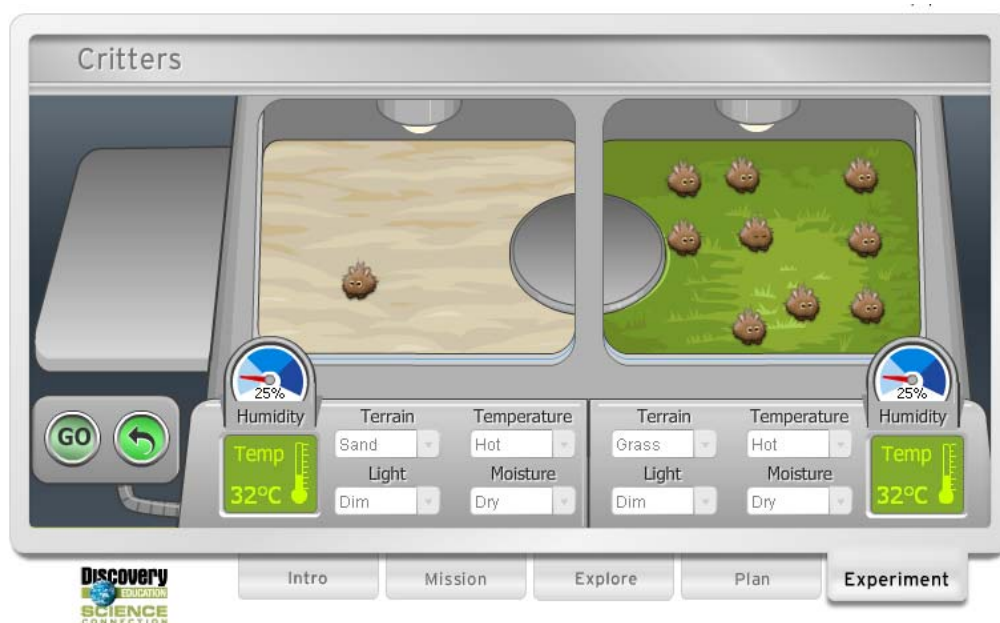 Critters
25%
Humidity
Terrain
Temperature
Sand
Hot
Light
Moisture
Dim
Dry
Temp
32°C
Terrain
Temperature
Grass
Hot
Light
Moisture
Dim
Dry
25%
Humidity
Temp
32°C
GO
Intro
Mission
Explore
Plan
Experiment
Discovery
EDUCATION
SCIENCE
CONNECTION